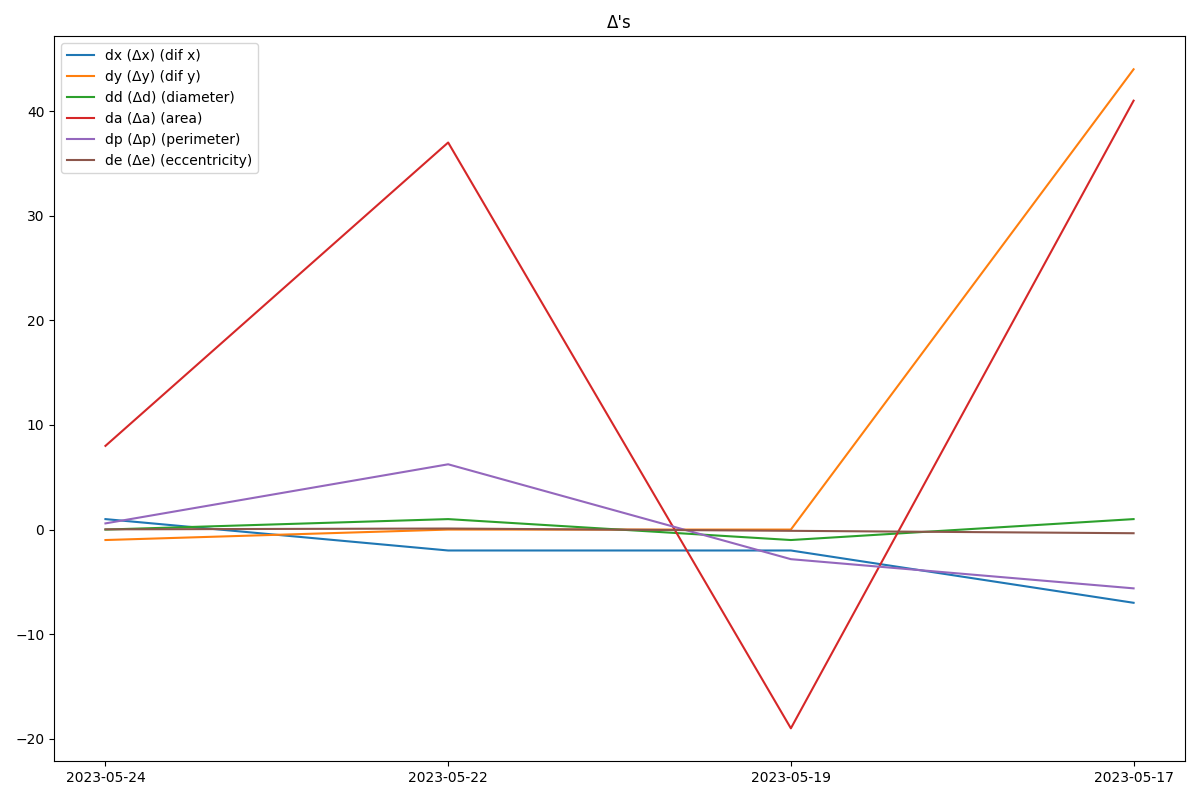 Δ's
dx (Δx) (dif x)
dy (Δy) (dif y)
dd (Δd) (diameter)
da (Δa) (area)
dp (Δp) (perimeter)
de (Δe) (eccentricity)
40
30
20
10
0
−10
−20
2023-05-24 2023-05-22 2023-05-19 2023-05-17